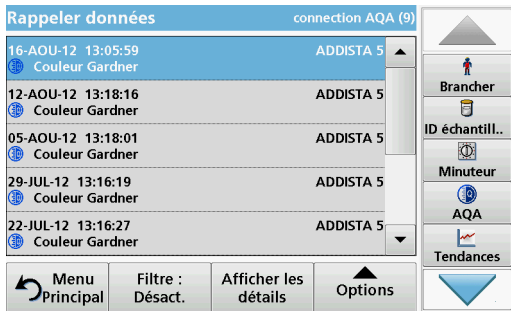 Rappeler données
connection AQA (9)
16-AOU-12 13:05:59
ADDISTA 5
Couleur Gardner
12-AOU-12 13:18:16
ADDISTA 5
Couleur Gardner
05-AOU-12 13:18:01
ADDISTA 5
Couleur Gardner
29-JUL-12 13:16:19
ADDISTA 5
Couleur Gardner
22-JUL-12 13:16:27
ADDISTA 5
Couleur Gardner
Menu
Principal
Filtre :
Désact.
Afficher les
détails
Options
Brancher
ID échantill..
Minuteur
AQA
Tendances